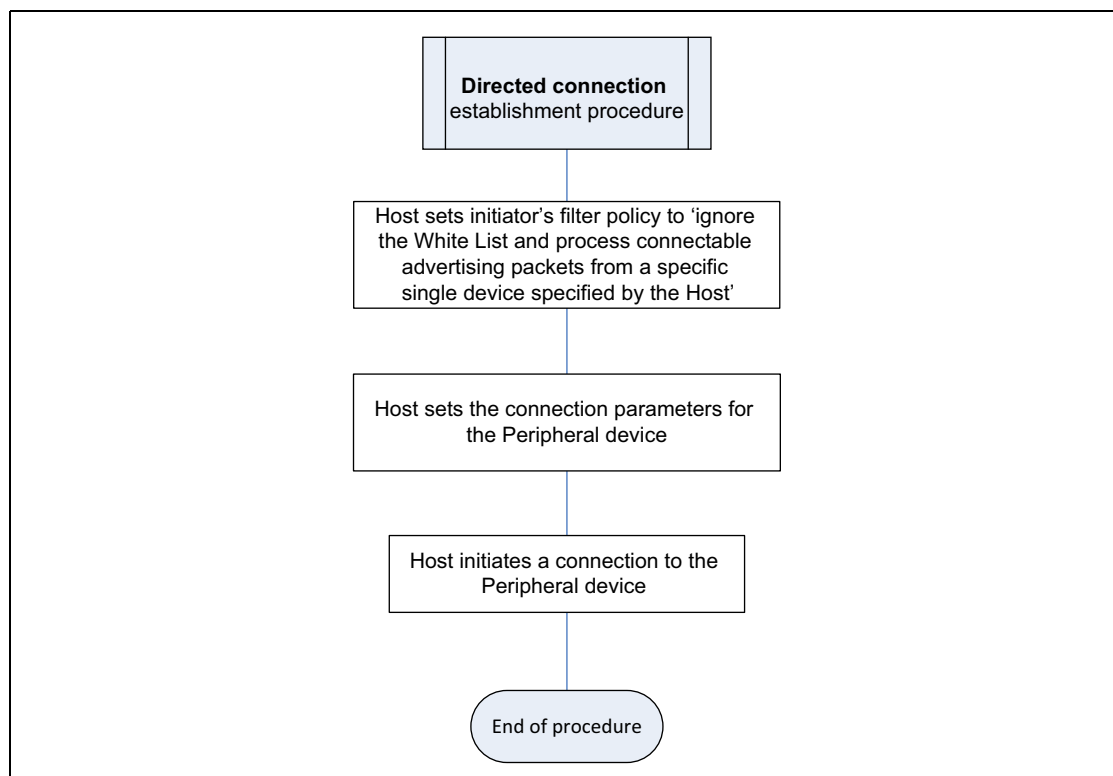 Directed connection
establishment procedure
Host sets initiator’s filter policy to ‘ignore
the White List and process connectable
advertising packets from a specific
single device specified by the Host’
Host sets the connection parameters for
the Peripheral device
Host initiates a connection to the
Peripheral device
End of procedure